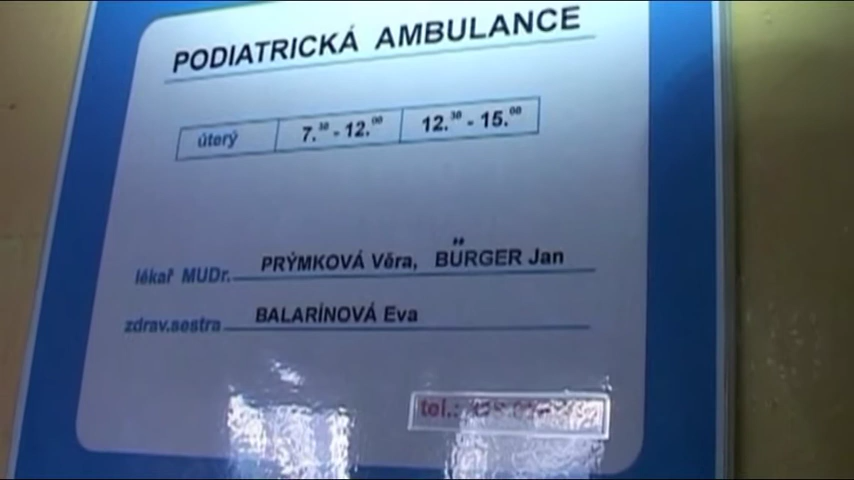 PODIATRICKÁ AMBULANCE
úterý 7.³⁰ - 12.⁰⁰ 12.³⁰ - 15.⁰⁰
lékař MUDr. PRÝMKOVÁ Věra, BÜRGER Jan
zdrav.sestra BALARÍNOVÁ Eva
tel.: